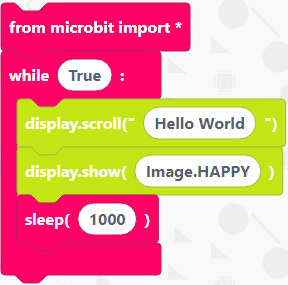 from microbit import *
while True :
display.scroll(" Hello World ")
display.show( Image.HAPPY )
sleep( 1000 )